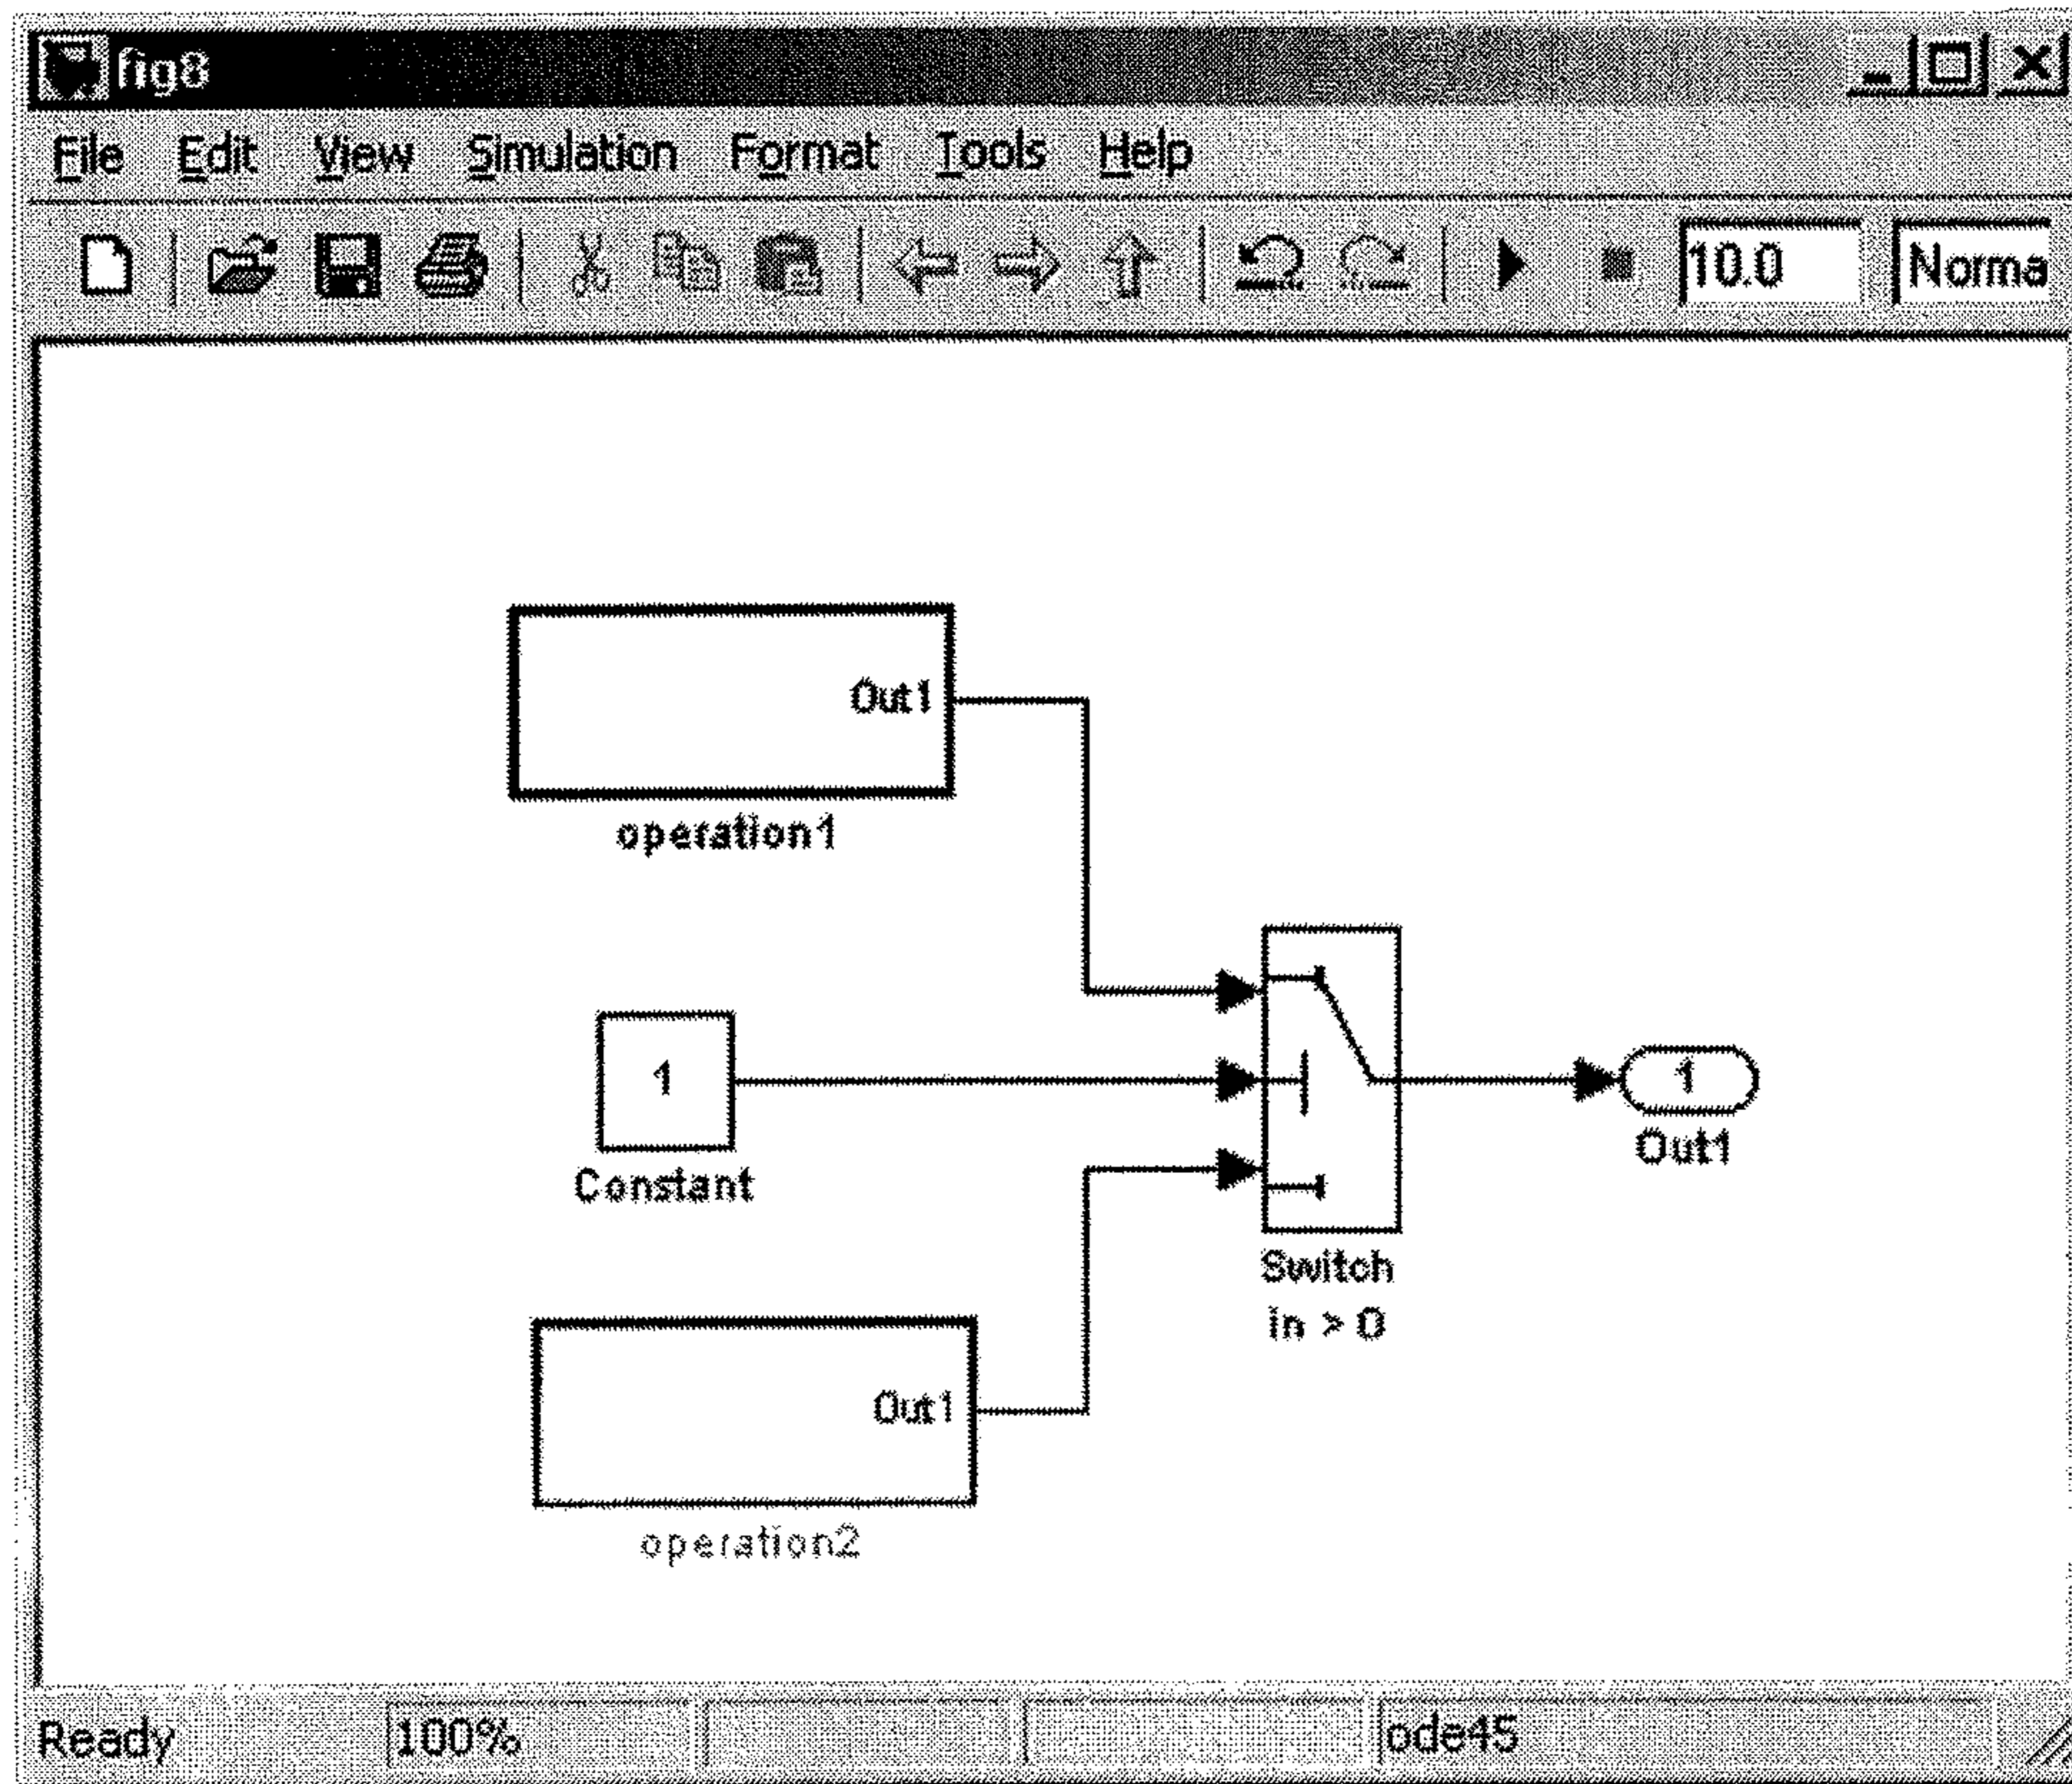 fig8
File Edit View Simulation Format Tools Help
10.0 Norma
Out1
operation1
1
Constant
1
Out1
Switch
in > 0
Out1
operation2
Ready 100% ode45